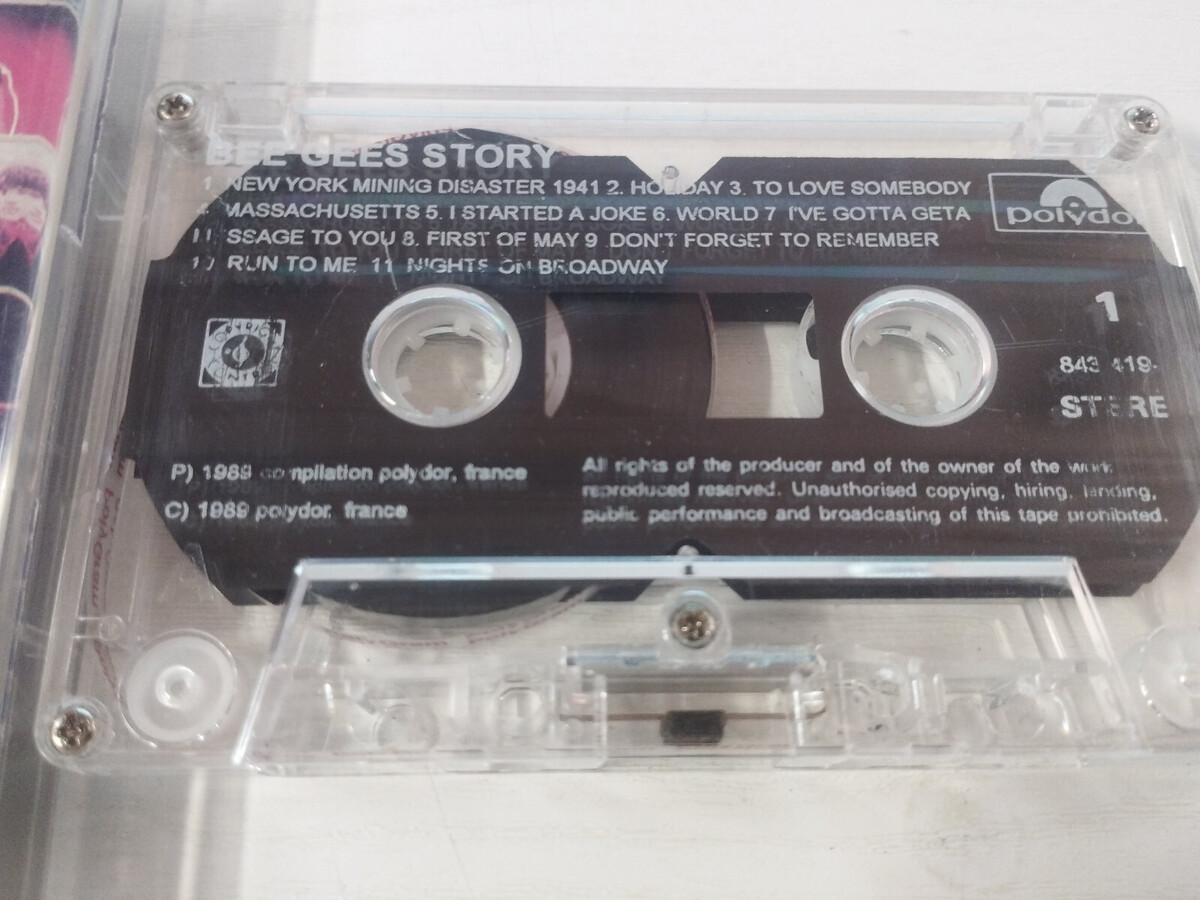 BEE GEES STORY
1. NEW YORK MINING DISASTER 1941 2. HOLIDAY 3. TO LOVE SOMEBODY
MASSACHUSETTS 5. I STARTED A JOKE 6. WORLD 7 I'VE GOTTA GETA
SSAGE TO YOU 8. FIRST OF MAY 9 DON'T FORGET TO REMEMBER
RUN TO ME 11 NIGHTS ON BROADWAY
polydo
1
843 419-
STERE
P) 1989 compilation polydor, france
C) 1989 polydor france
All rights of the producer and of the owner of the work
reproduced reserved. Unauthorised copying, hiring, lending,
public performance and broadcasting of this tape prohibited.